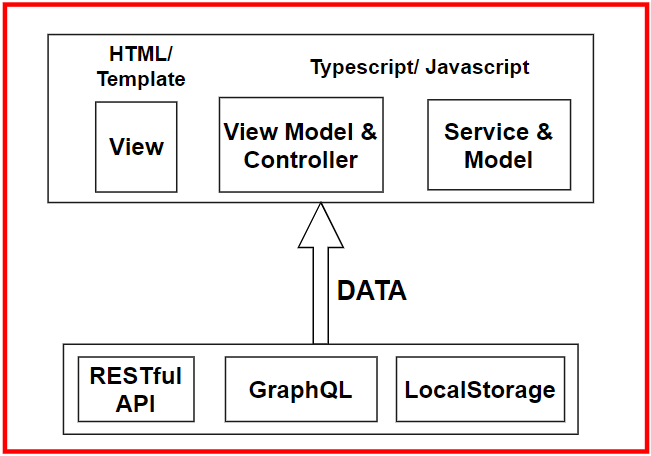 HTML/
Template
Typescript/ Javascript
View
View Model &
Controller
Service &
Model
DATA
RESTful
API
GraphQL
LocalStorage